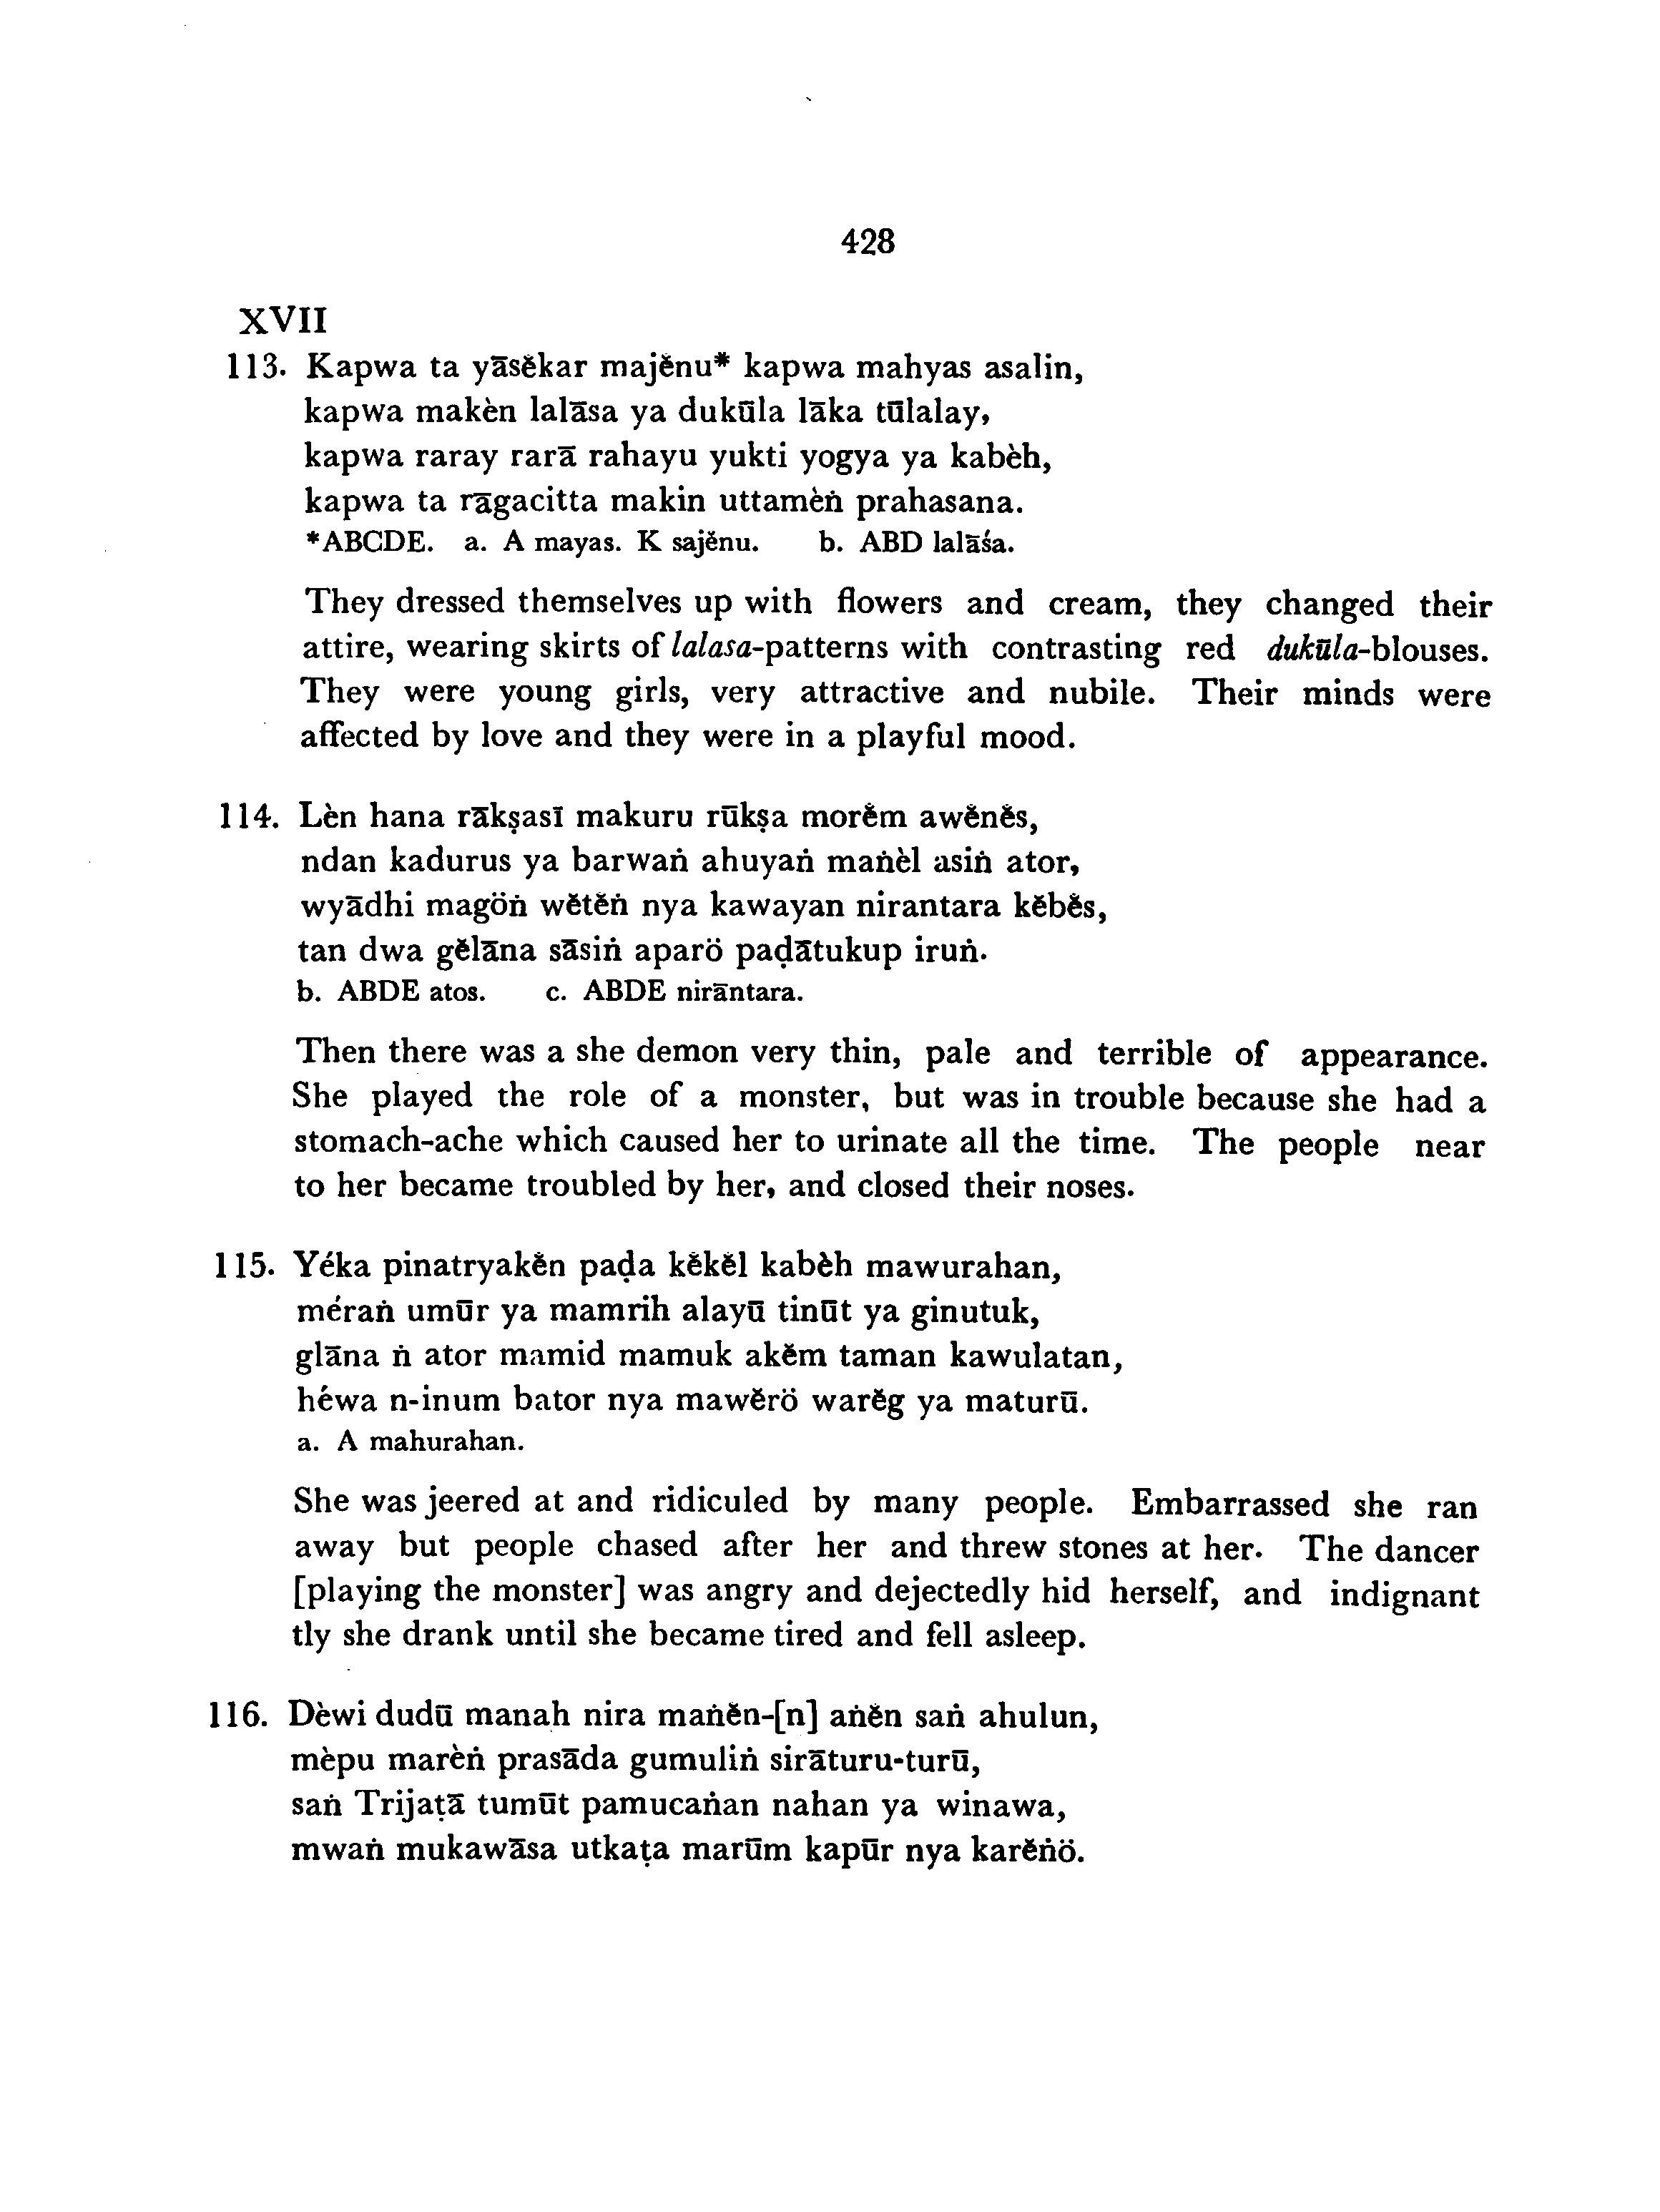 428
XVII
113. Kapwa ta yāsĕkar majĕnu* kapwa mahyas asalin,
kapwa makèn lalāsa ya dukūla lāka tūlalay,
kapwa raray rarā rahayu yukti yogya ya kabèh,
kapwa ta rāgacitta makin uttamèṅ prahasana.
*ABCDE. a. A mayas. K sajĕnu. b. ABD lalāśa.
They dressed themselves up with flowers and cream, they changed their
attire, wearing skirts of lalasa-patterns with contrasting red dukūla-blouses.
They were young girls, very attractive and nubile. Their minds were
affected by love and they were in a playful mood.
114. Lèn hana rākṣasī makuru rūkṣa morĕm awĕnĕs,
ndan kadurus ya barwaṅ ahuyaṅ maṅèl asiṅ ator,
wyādhi magöṅ wĕtĕṅ nya kawayan nirantara kĕbĕs,
tan dwa gĕlāna sāsiṅ aparö paḍātukup iruṅ.
b. ABDE atos. c. ABDE nirāntara.
Then there was a she demon very thin, pale and terrible of appearance.
She played the role of a monster, but was in trouble because she had a
stomach-ache which caused her to urinate all the time. The people near
to her became troubled by her, and closed their noses.
115. Yéka pinatryakĕn paḍa kĕkĕl kabèh mawurahan,
méraṅ umūr ya mamrih alayū tinūt ya ginutuk,
glāna ṅ ator mamid mamuk akĕm taman kawulatan,
héwa n-inum bator nya mawĕrö warĕg ya maturū.
a. A mahurahan.
She was jeered at and ridiculed by many people. Embarrassed she ran
away but people chased after her and threw stones at her. The dancer
[playing the monster] was angry and dejectedly hid herself, and indignant
tly she drank until she became tired and fell asleep.
116. Dèwi dudū manah nira maṅĕn-[n] aṅĕn saṅ ahulun,
mèpu marèṅ prasāda gumuliṅ sirāturu-turū,
saṅ Trijaṭā tumūt pamucaṅan nahan ya winawa,
mwaṅ mukawāsa utkaṭa marūm kapūr nya karĕṅö.